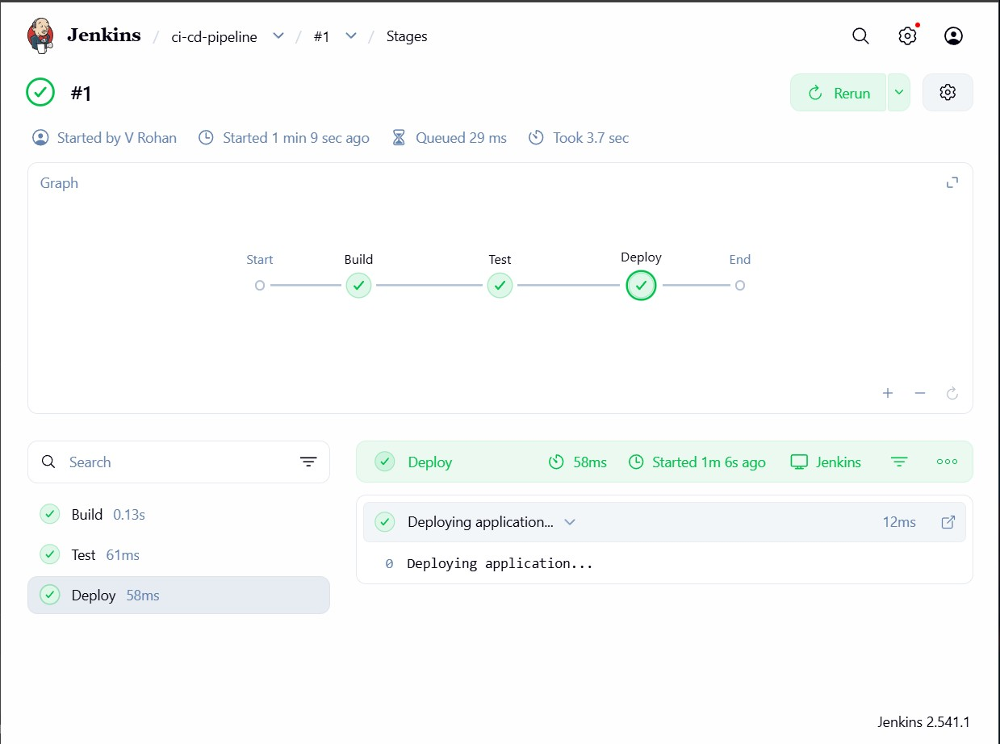 Jenkins / ci-cd-pipeline / #1 / Stages
#1
Rerun
Started by V Rohan Started 1 min 9 sec ago Queued 29 ms Took 3.7 sec
Graph
Start Build Test Deploy End
Search
Deploy 58ms Started 1m 6s ago Jenkins
Build 0.13s
Test 61ms
Deploy 58ms
Deploying application... 12ms
0 Deploying application...
Jenkins 2.541.1